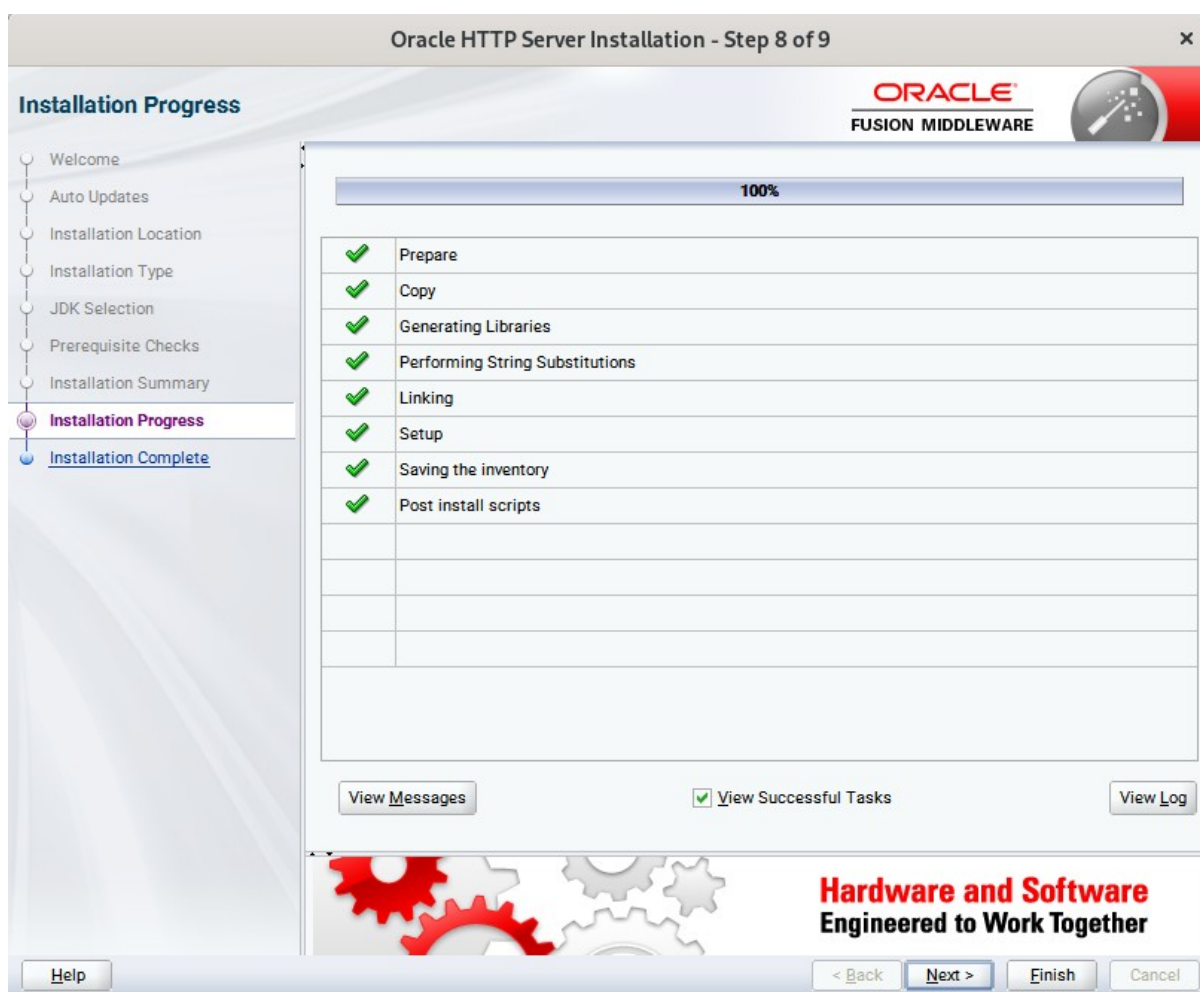 Oracle HTTP Server Installation - Step 8 of 9
Installation Progress
ORACLE
FUSION MIDDLEWARE
Welcome
Auto Updates
Installation Location
Installation Type
JDK Selection
Prerequisite Checks
Installation Summary
Installation Progress
Installation Complete
100%
Prepare
Copy
Generating Libraries
Performing String Substitutions
Linking
Setup
Saving the inventory
Post install scripts
View Messages
View Successful Tasks
View Log
Hardware and Software
Engineered to Work Together
Help
< Back
Next >
Finish
Cancel